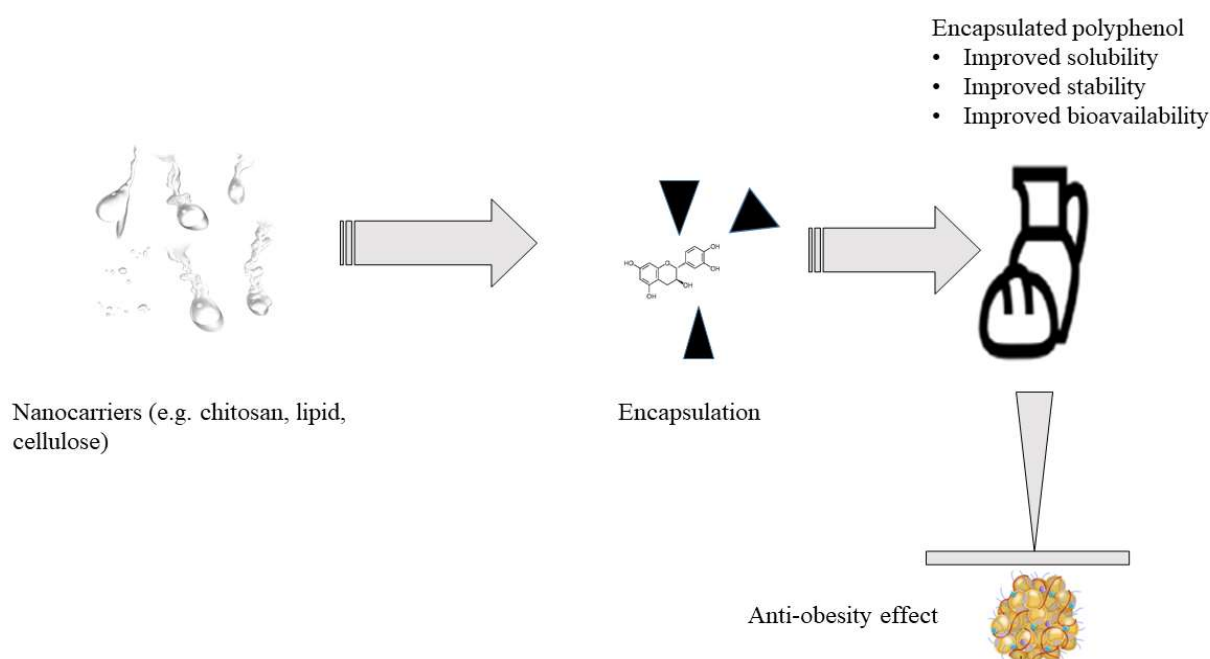 Encapsulated polyphenol
• Improved solubility
• Improved stability
• Improved bioavailability
HO
O
OH
OH
OH
OH
Nanocarriers (e.g. chitosan, lipid,
cellulose)
Encapsulation
Anti-obesity effect